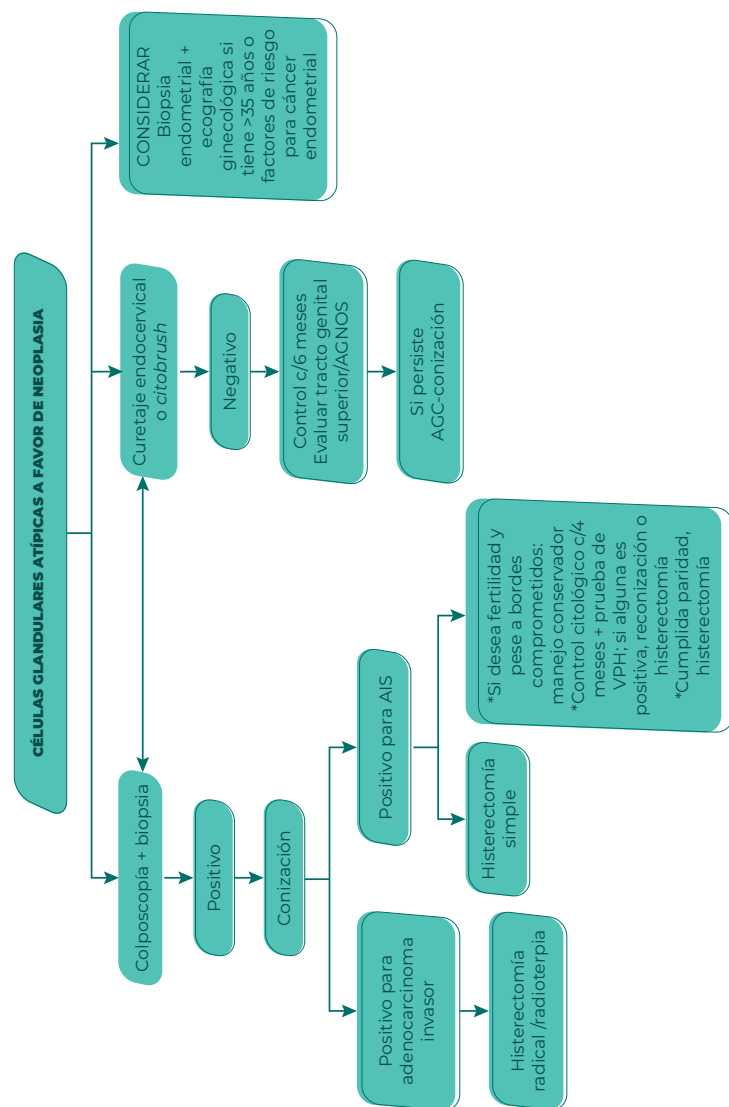 CÉLULAS GLANDULARES ATÍPICAS A FAVOR DE NEOPLASIA
Colposcopía + biopsia
Curetaje endocervical
o citobrush
CONSIDERAR
Biopsia
endometrial +
ecografía
ginecológica si
tiene >35 años o
factores de riesgo
para cáncer
endometrial
Positivo
Negativo
Conización
Control c/6 meses
Evaluar tracto genital
superior/AGNOS
Si persiste
AGC-conización
Positivo para
adenocarcinoma
invasor
Positivo para AIS
Histerectomía
radical /radioterpia
Histerectomía
simple
*Si desea fertilidad y
pese a bordes
comprometidos:
manejo conservador
*Control citológico c/4
meses + prueba de
VPH; si alguna es
positiva, reconización o
histerectomía
*Cumplida paridad,
histerectomía